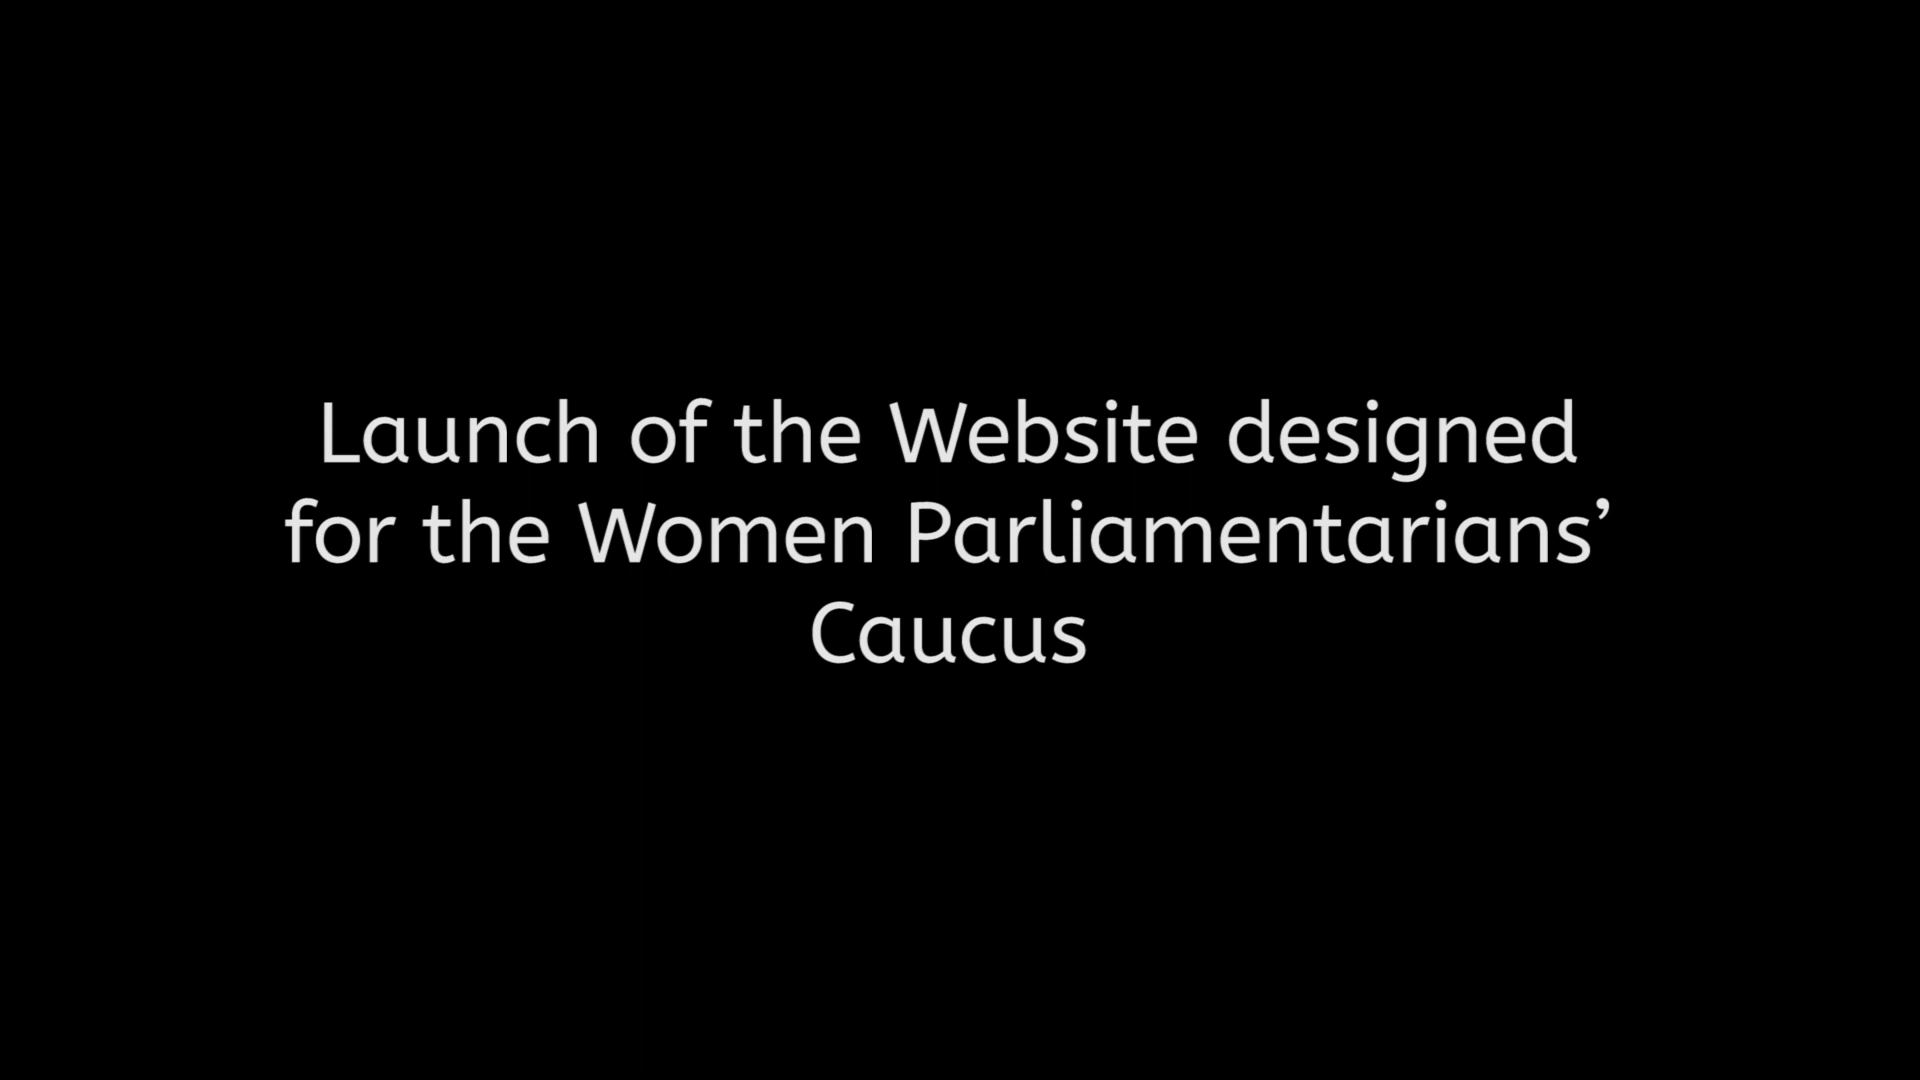 Launch of the Website designed
for the Women Parliamentarians’
Caucus